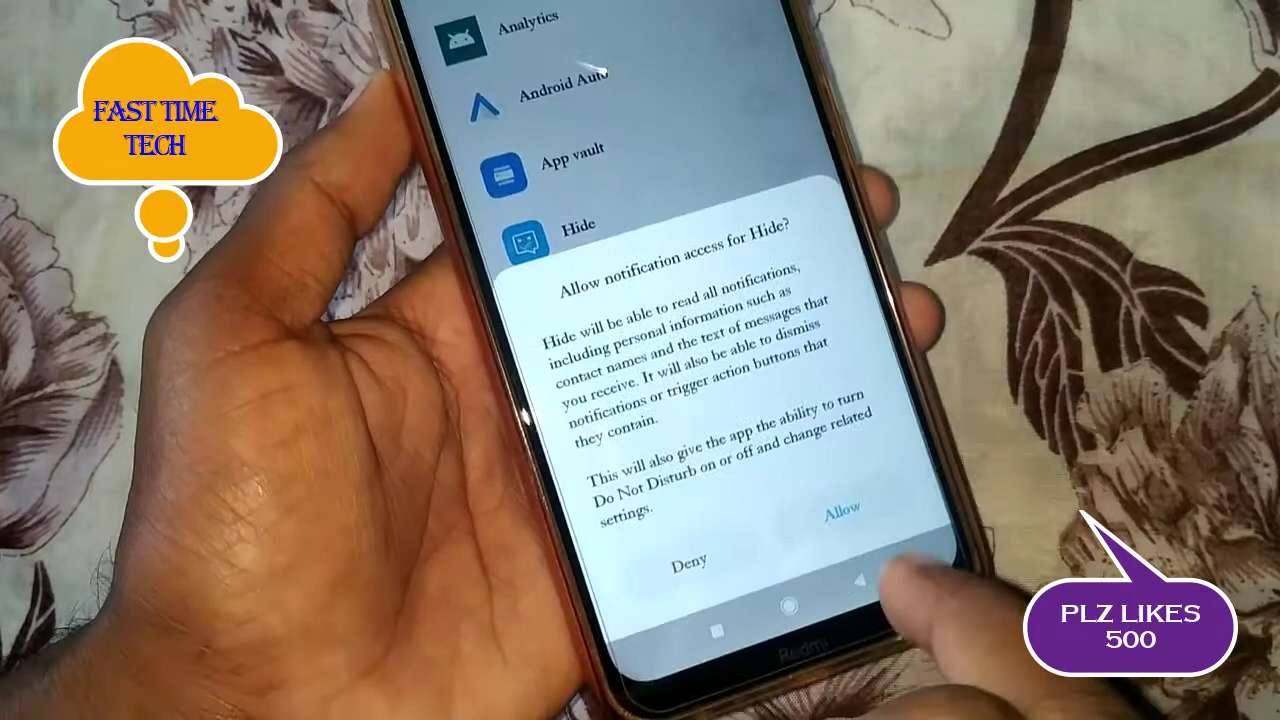 FAST TIME
TECH
Analytics
Android Auto
App vault
Hide
Allow notification access for Hide?
Hide will be able to read all notifications,
including personal information such as
contact names and the text of messages that
you receive. It will also be able to dismiss
notifications or trigger action buttons that
they contain.
This will also give the app the ability to turn
Do Not Disturb on or off and change related
settings.
Deny
Allow
Redmi
PLZ LIKES
500